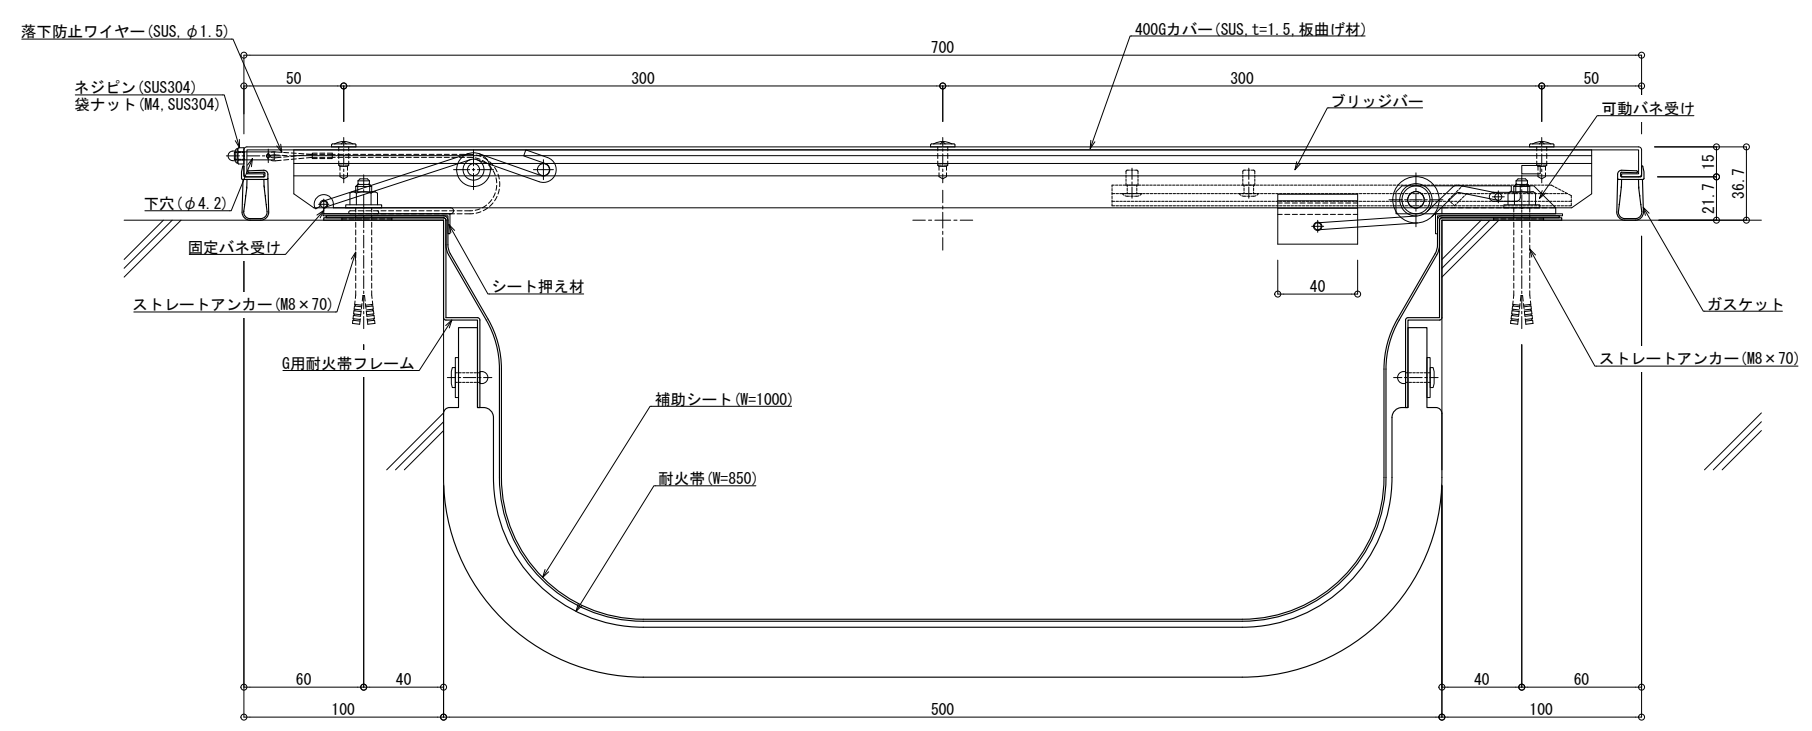 落下防止ワイヤー(SUS,φ1.5)
400Gカバー(SUS,t=1.5,板曲げ材)
700
50
300
300
50
ネジピン(SUS304)
袋ナット(M4,SUS304)
ブリッジバー
可動バネ受け
15
21.7
36.7
下穴(φ4.2)
固定バネ受け
シート押え材
40
ストレートアンカー(M8×70)
ガスケット
G用耐火帯フレーム
ストレートアンカー(M8×70)
補助シート(W=1000)
耐火帯(W=850)
60
40
40
60
100
500
100